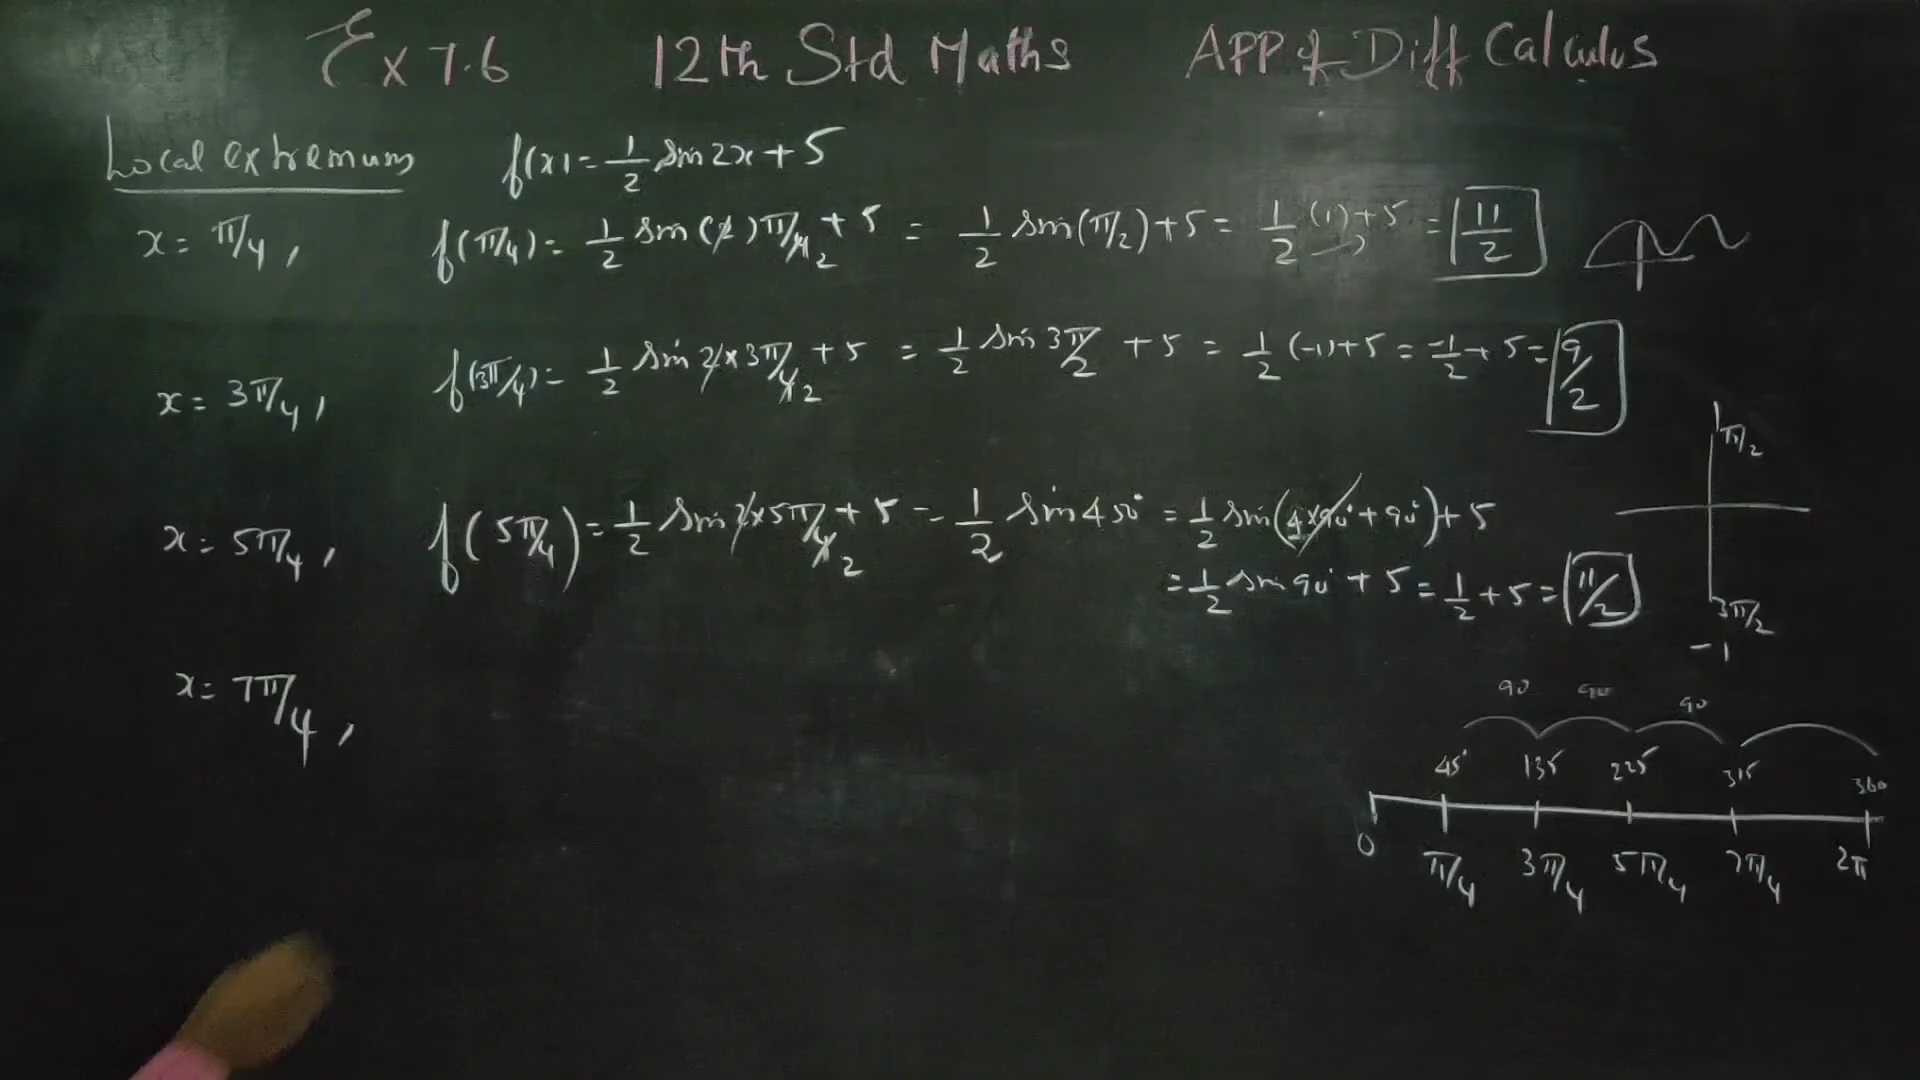 Ex 7.6 12th Std Maths APP of Diff Calculus
Local extremum f(x) = 1/2 sin 2x + 5
x = π/4, f(π/4) = 1/2 sin (2) π/4 2 + 5 = 1/2 sin(π/2) + 5 = 1/2 (1) + 5 = 11/2
x = 3π/4, f(3π/4) = 1/2 sin 2 × 3π/4 2 + 5 = 1/2 sin 3π/2 + 5 = 1/2 (-1) + 5 = -1/2 + 5 = 9/2
π/2
x = 5π/4, f(5π/4) = 1/2 sin 2 × 5π/4 2 + 5 = 1/2 sin 450° = 1/2 sin(4×90° + 90°) + 5
= 1/2 sin 90° + 5 = 1/2 + 5 = 11/2
3π/2
-1
x = 7π/4,
90 90 90
45° 135 225 315 360
0 π/4 3π/4 5π/4 7π/4 2π